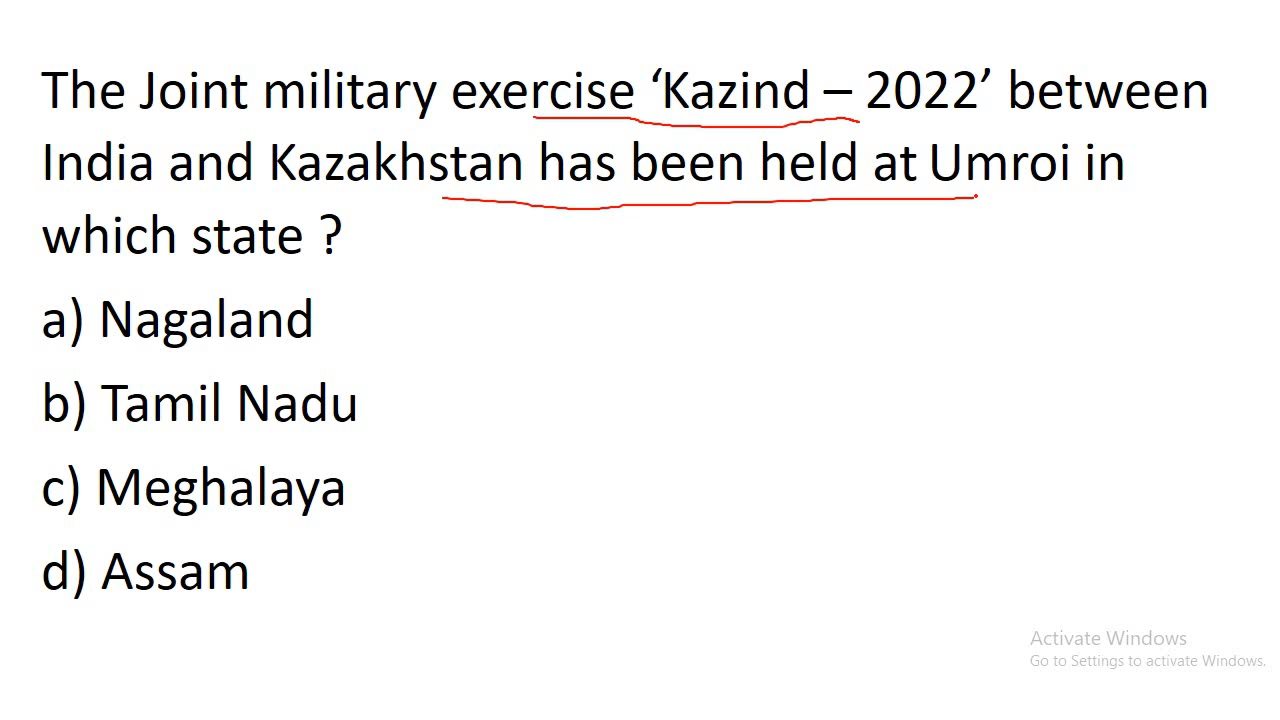 The Joint military exercise ‘Kazind – 2022’ between
India and Kazakhstan has been held at Umroi in
which state ?
a) Nagaland
b) Tamil Nadu
c) Meghalaya
d) Assam
Activate Windows
Go to Settings to activate Windows.